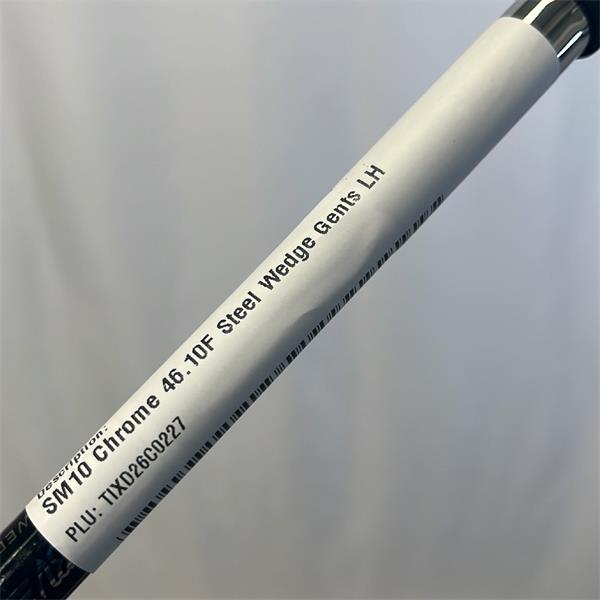 Description:
SM10 Chrome 46.10F Steel Wedge Gents LH
PLU: TIXD26C0227